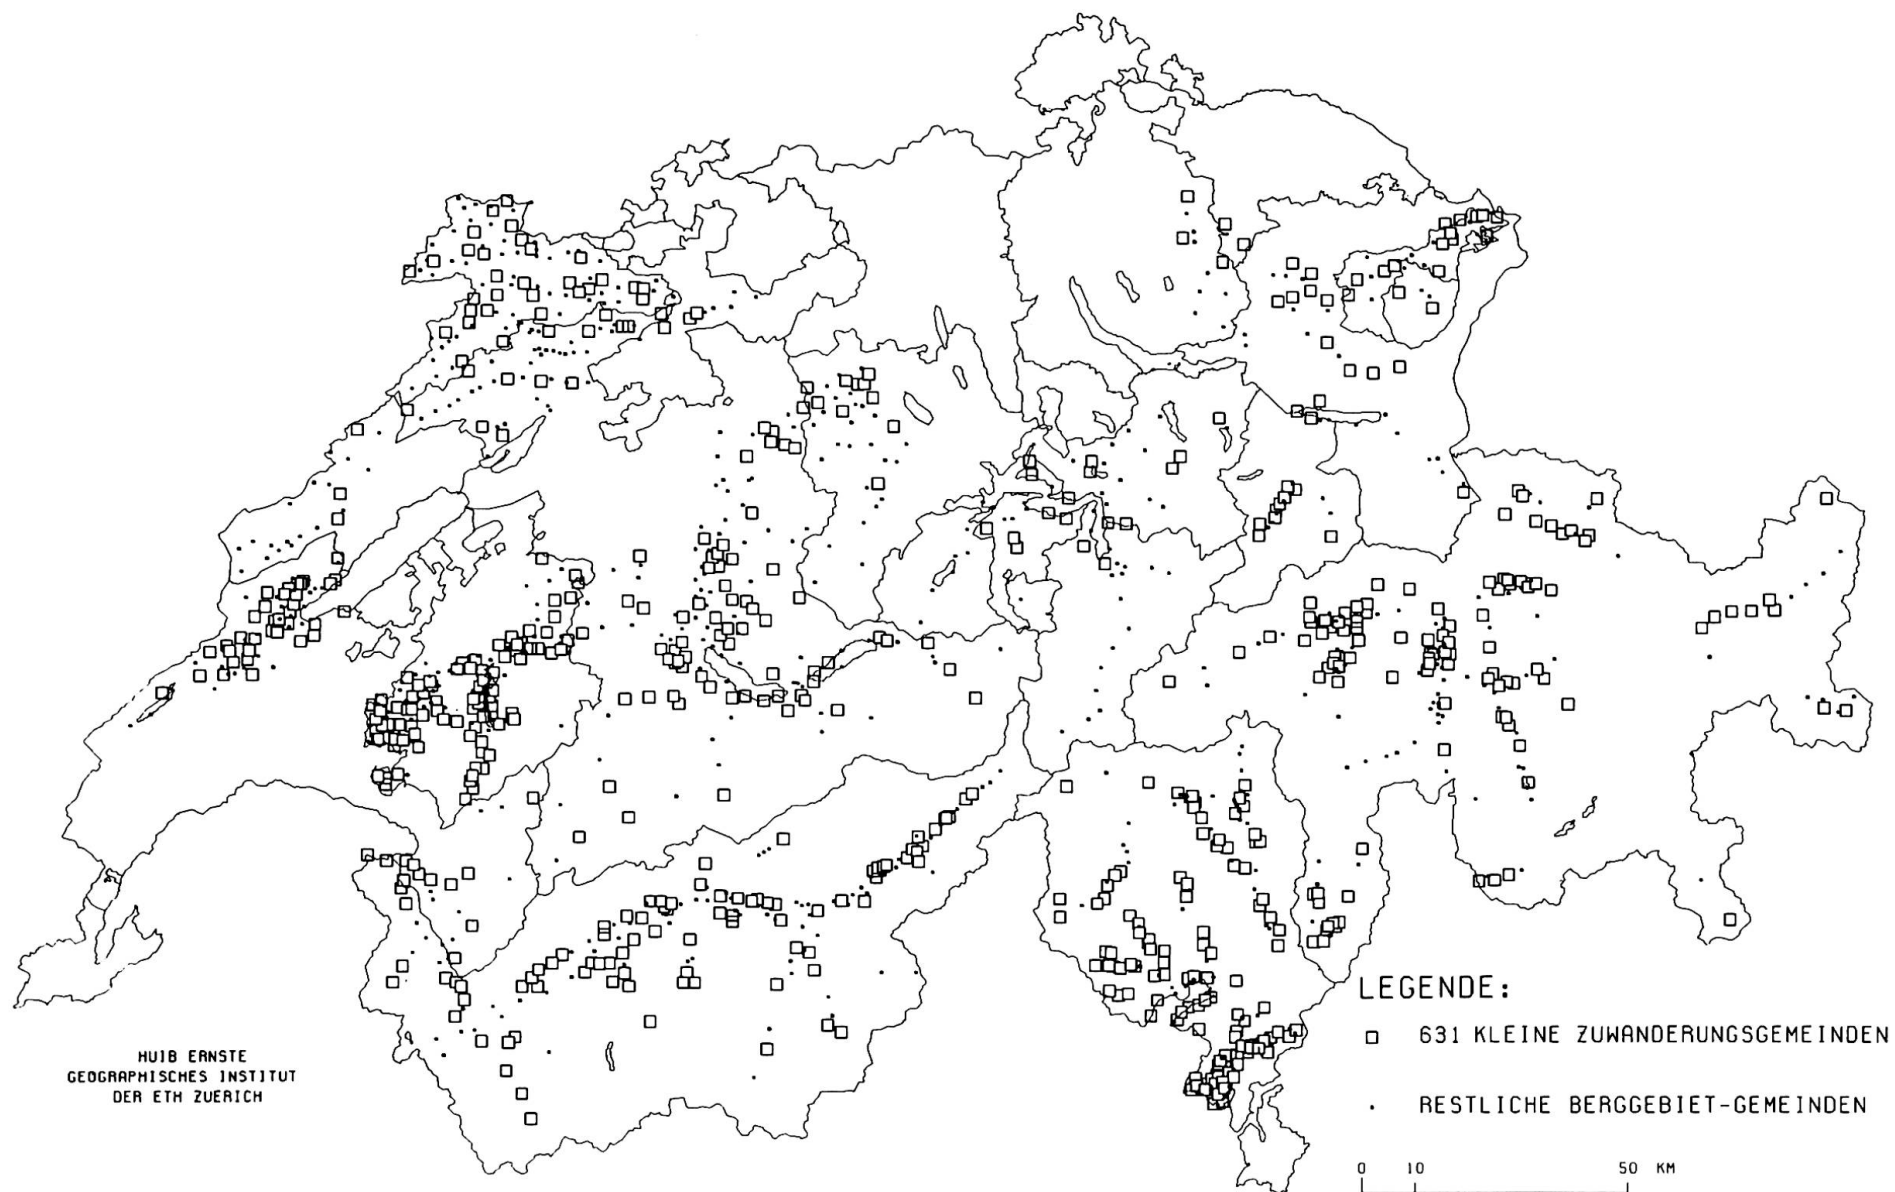 HUIB ERNSTE
GEOGRAPHISCHES INSTITUT
DER ETH ZUERICH
LEGENDE:
631 KLEINE ZUWANDERUNGSGEMEINDEN
RESTLICHE BERGGEBIET-GEMEINDEN
0 10 50 KM